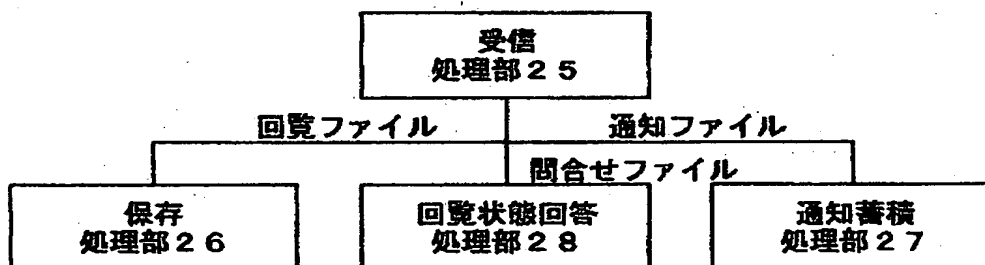 受信
処理部２５
回覧ファイル
通知ファイル
問合せファイル
保存
処理部２６
回覧状態回答
処理部２８
通知蓄積
処理部２７